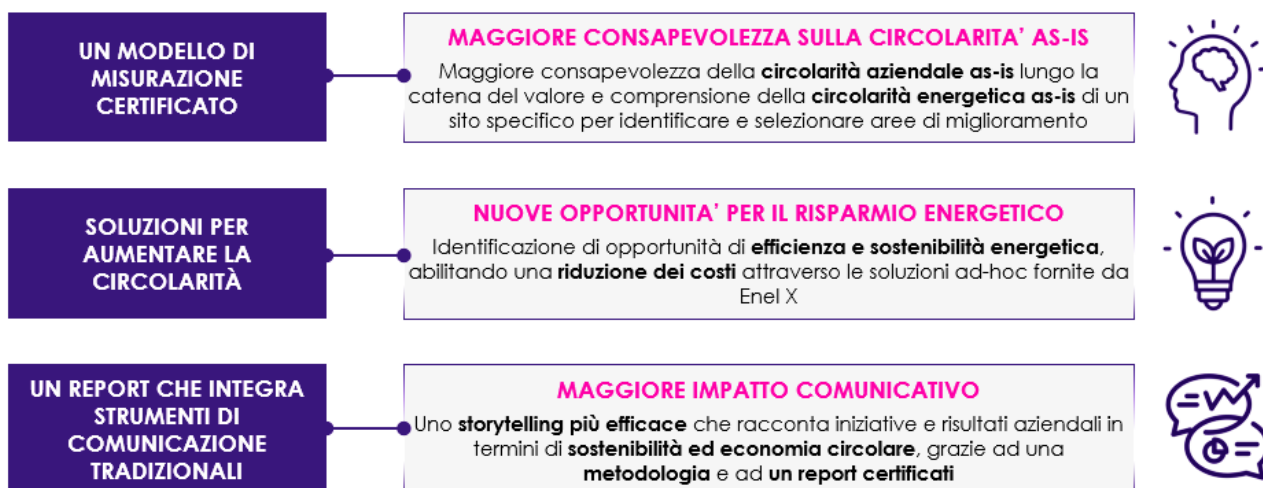 UN MODELLO DI
MISURAZIONE
CERTIFICATO
MAGGIORE CONSAPEVOLEZZA SULLA CIRCOLARITA' AS-IS
Maggiore consapevolezza della circolarità aziendale as-is lungo la
catena del valore e comprensione della circolarità energetica as-is di un
sito specifico per identificare e selezionare aree di miglioramento
SOLUZIONI PER
AUMENTARE LA
CIRCOLARITÀ
NUOVE OPPORTUNITA' PER IL RISPARMIO ENERGETICO
Identificazione di opportunità di efficienza e sostenibilità energetica,
abilitando una riduzione dei costi attraverso le soluzioni ad-hoc fornite da
Enel X
UN REPORT CHE INTEGRA
STRUMENTI DI
COMUNICAZIONE
TRADIZIONALI
MAGGIORE IMPATTO COMUNICATIVO
Uno storytelling più efficace che racconta iniziative e risultati aziendali in
termini di sostenibilità ed economia circolare, grazie ad una
metodologia e ad un report certificati